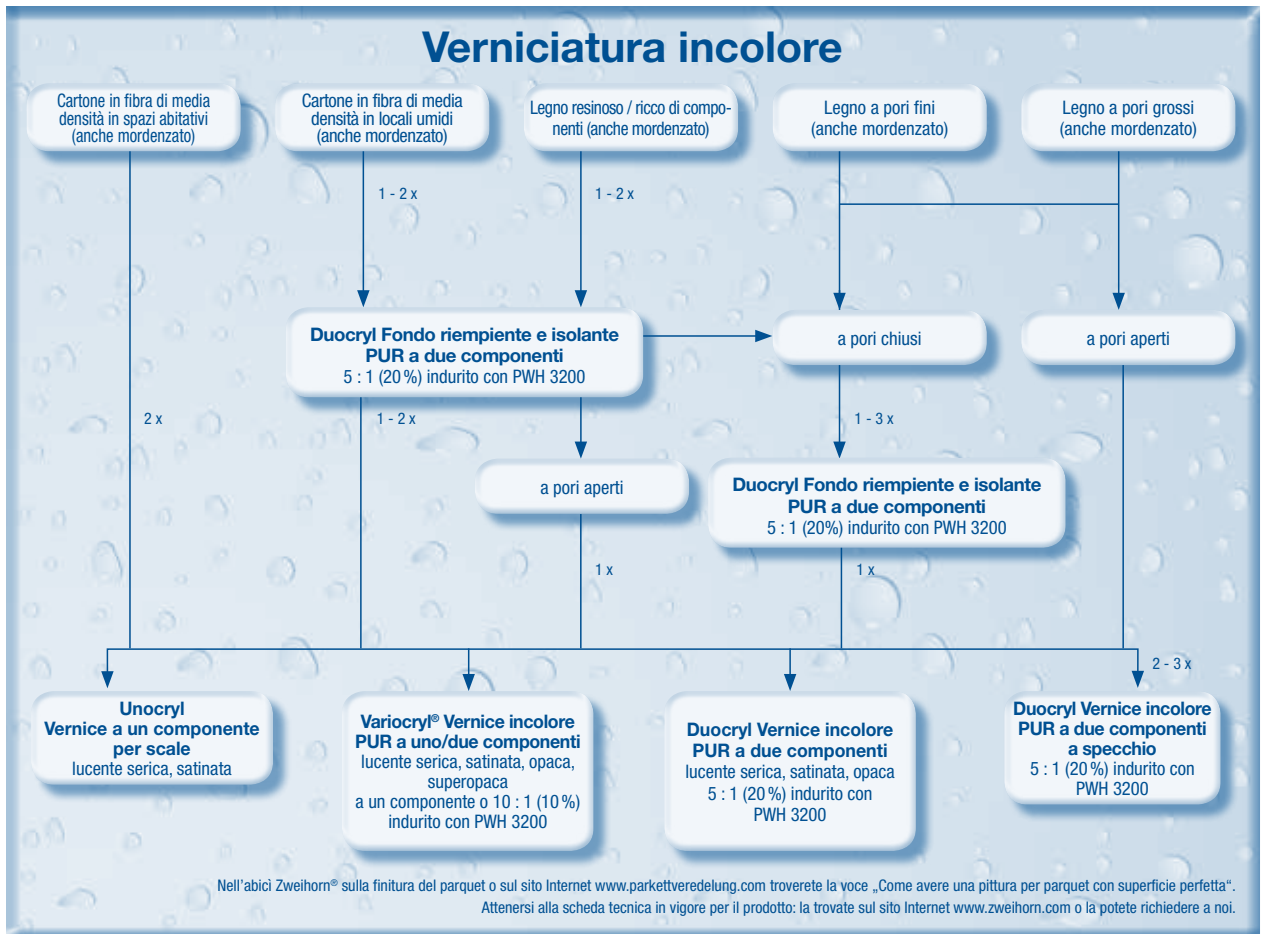 Verniciatura incolore
Cartone in fibra di media
densità in spazi abitativi
(anche mordenzato)
Cartone in fibra di media
densità in locali umidi
(anche mordenzato)
Legno resinoso / ricco di compo-
nenti (anche mordenzato)
Legno a pori fini
(anche mordenzato)
Legno a pori grossi
(anche mordenzato)
1 - 2 x
1 - 2 x
Duocryl Fondo riempiente e isolante
PUR a due componenti
5 : 1 (20 %) indurito con PWH 3200
a pori chiusi
a pori aperti
2 x
1 - 2 x
1 - 3 x
a pori aperti
Duocryl Fondo riempiente e isolante
PUR a due componenti
5 : 1 (20%) indurito con PWH 3200
1 x
1 x
2 - 3 x
Unocryl
Vernice a un componente
per scale
lucente serica, satinata
Variocryl® Vernice incolore
PUR a uno/due componenti
lucente serica, satinata, opaca,
superopaca
a un componente o 10 : 1 (10 %)
indurito con PWH 3200
Duocryl Vernice incolore
PUR a due componenti
lucente serica, satinata, opaca
5 : 1 (20 %) indurito con
PWH 3200
Duocryl Vernice incolore
PUR a due componenti
a specchio
5 : 1 (20 %) indurito con
PWH 3200
Nell'abicì Zweihorn® sulla finitura del parquet o sul sito Internet www.parkettveredelung.com troverete la voce „Come avere una pittura per parquet con superficie perfetta“.
Attenersi alla scheda tecnica in vigore per il prodotto: la trovate sul sito Internet www.zweihorn.com o la potete richiedere a noi.